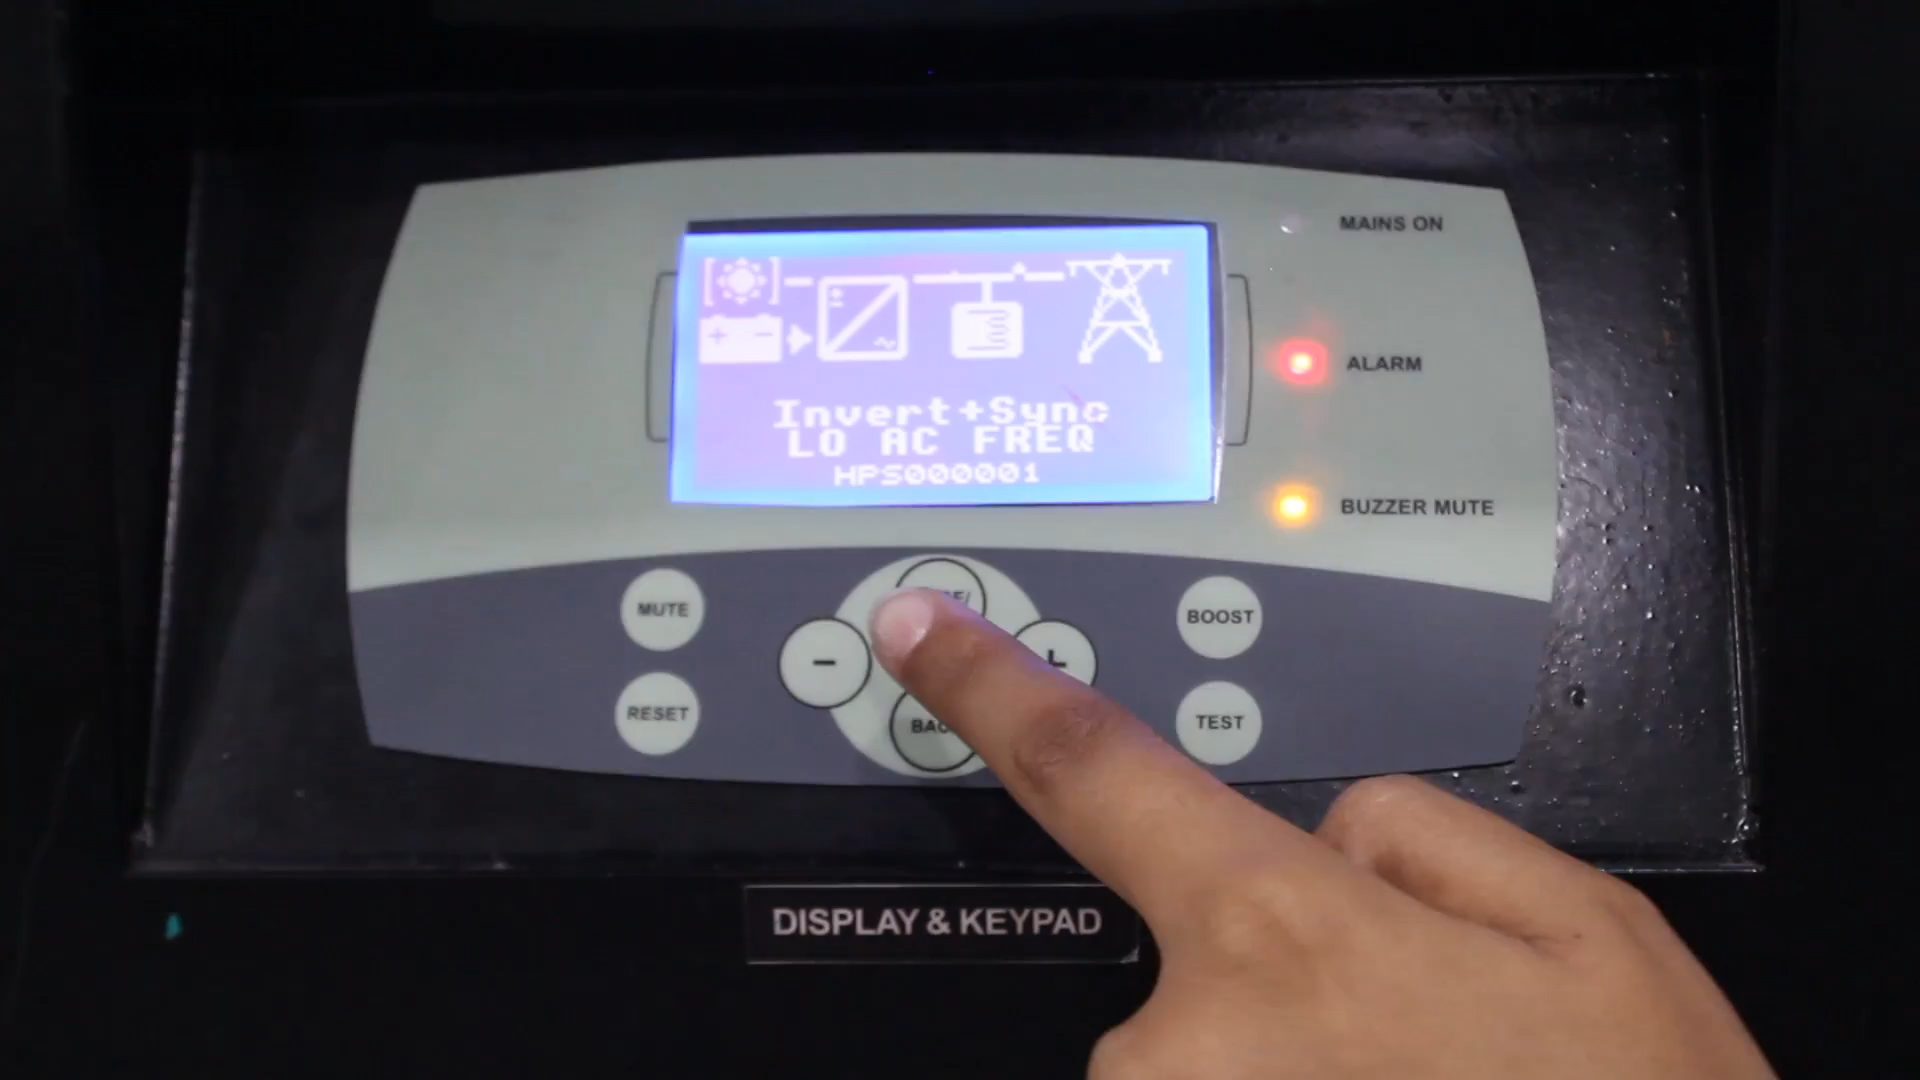 MAINS ON
ALARM
Invert+Sync
LO AC FREQ
HPS000001
BUZZER MUTE
MUTE
-
BOOST
RESET
TEST
DISPLAY & KEYPAD